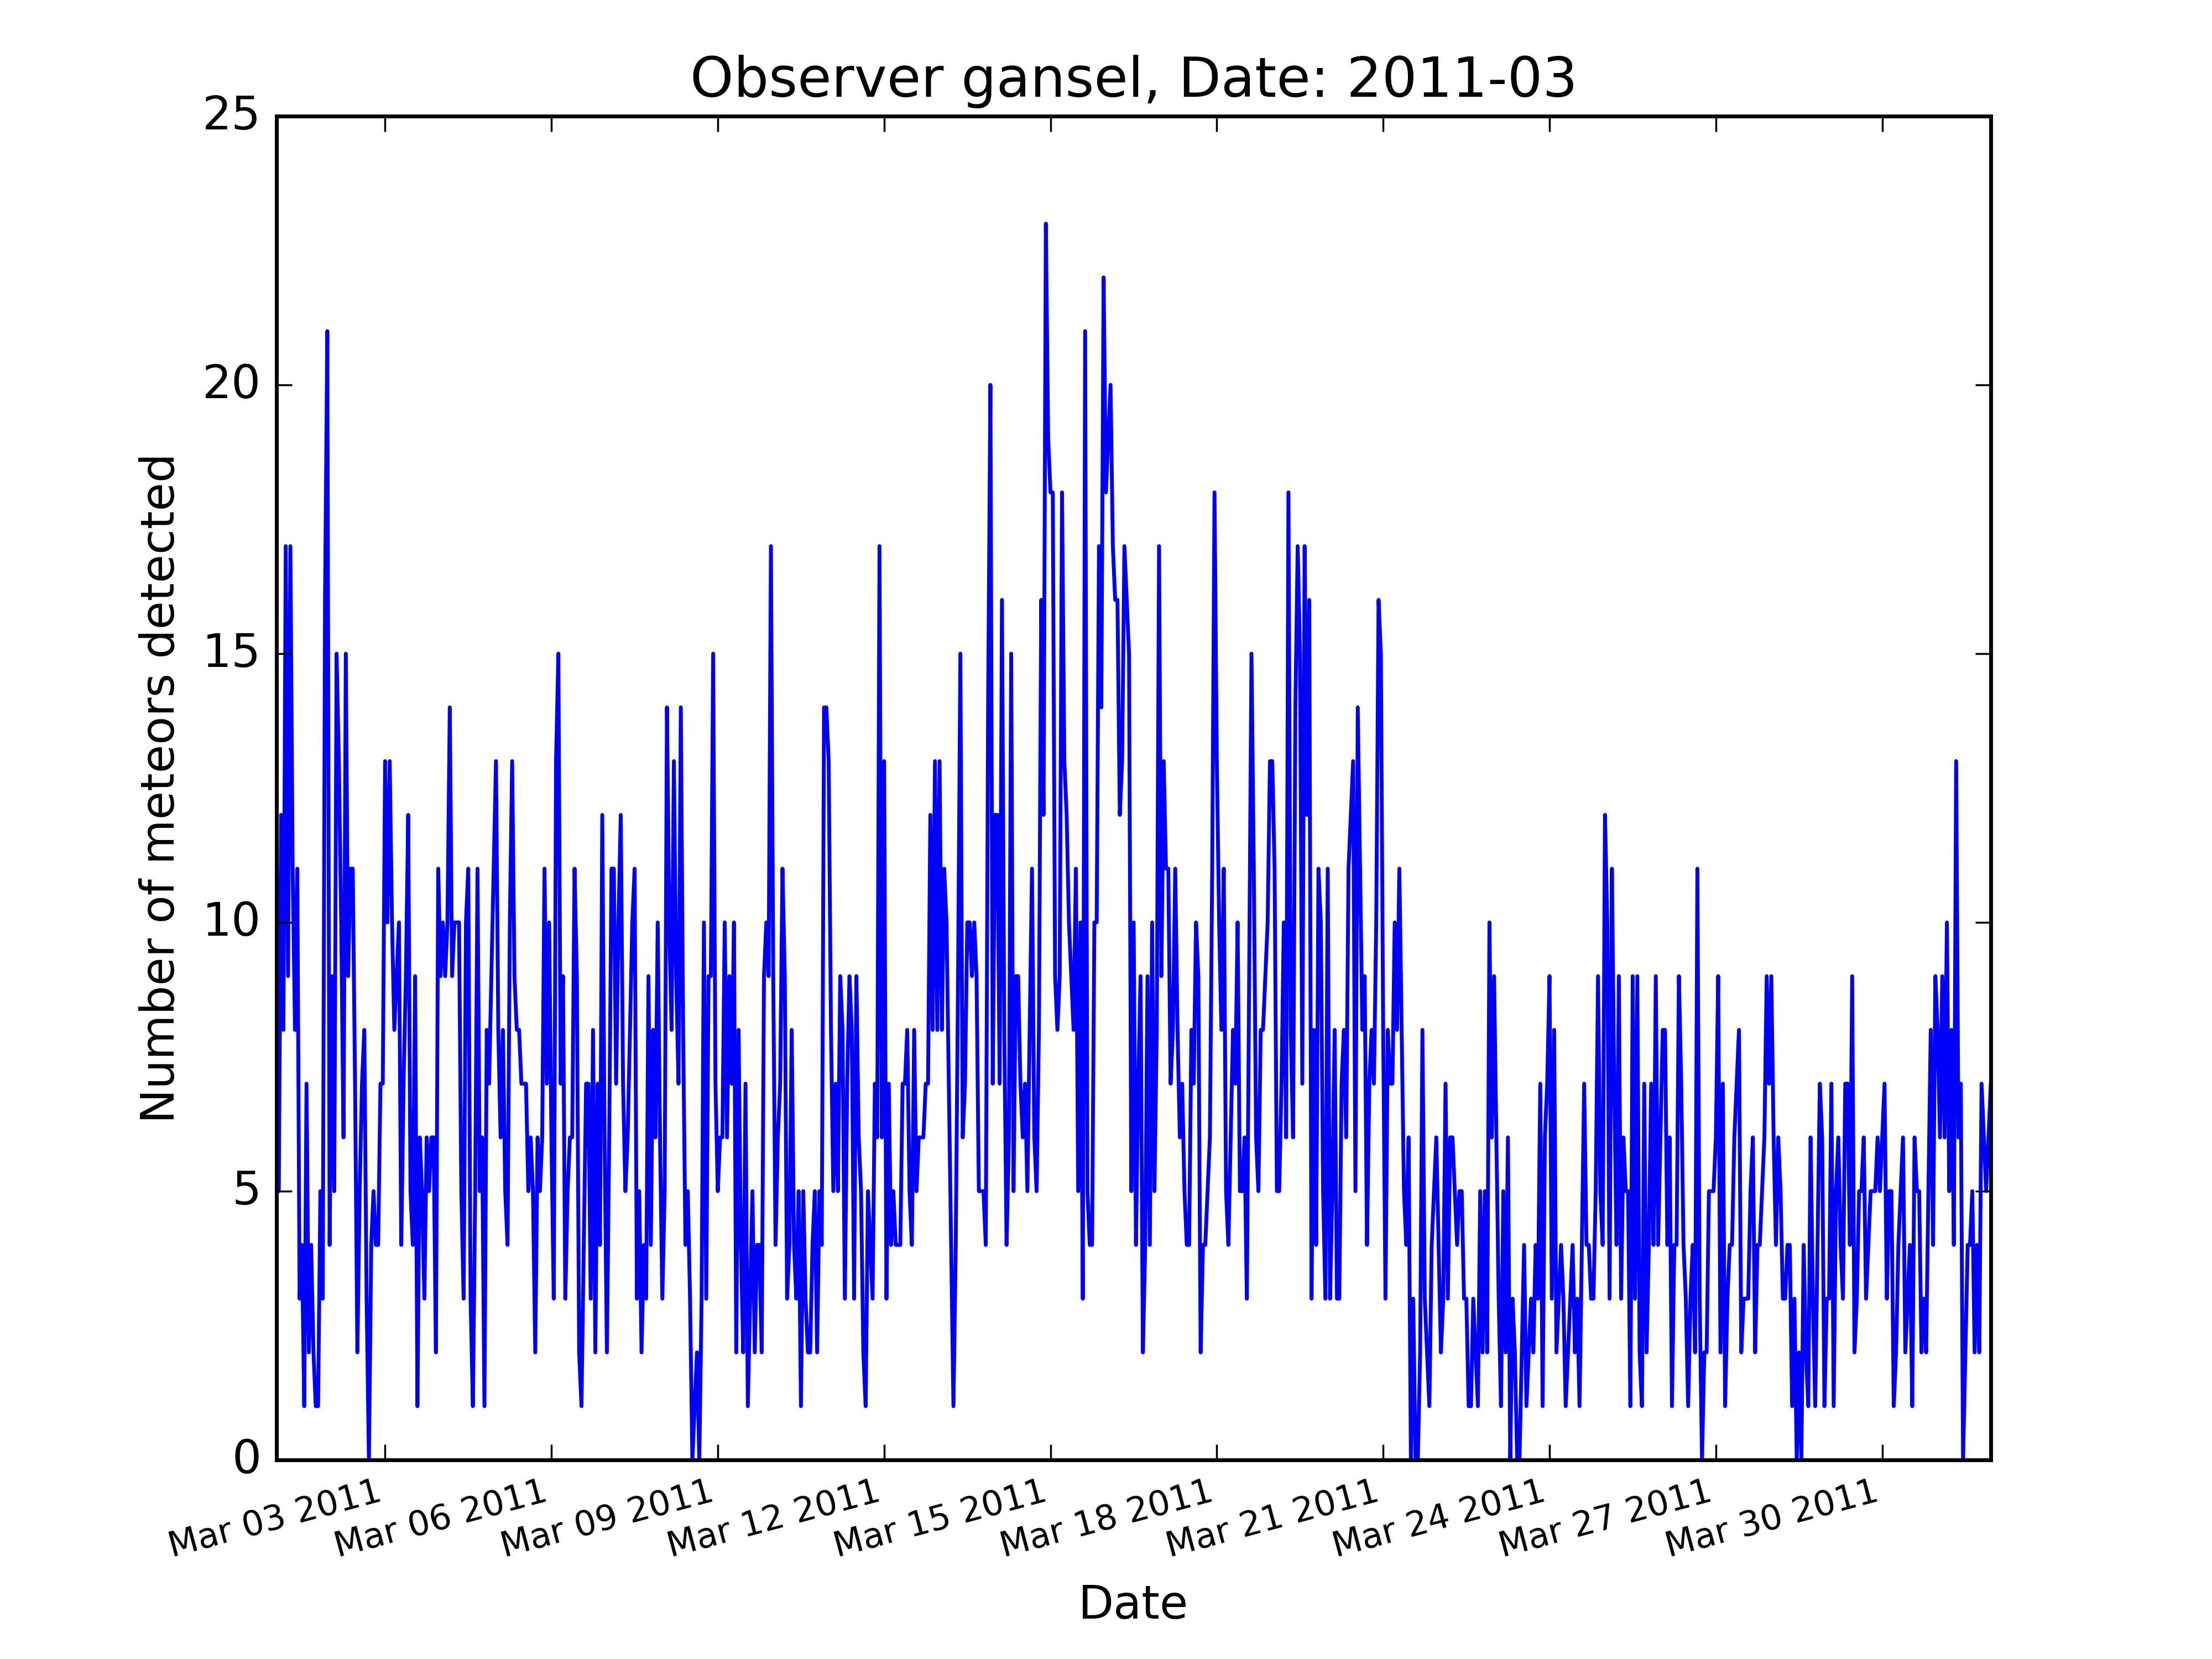 Observer gansel, Date: 2011-03
25
20
15
10
5
0
Number of meteors detected
Mar 03 2011
Mar 06 2011
Mar 09 2011
Mar 12 2011
Mar 15 2011
Mar 18 2011
Mar 21 2011
Mar 24 2011
Mar 27 2011
Mar 30 2011
Date